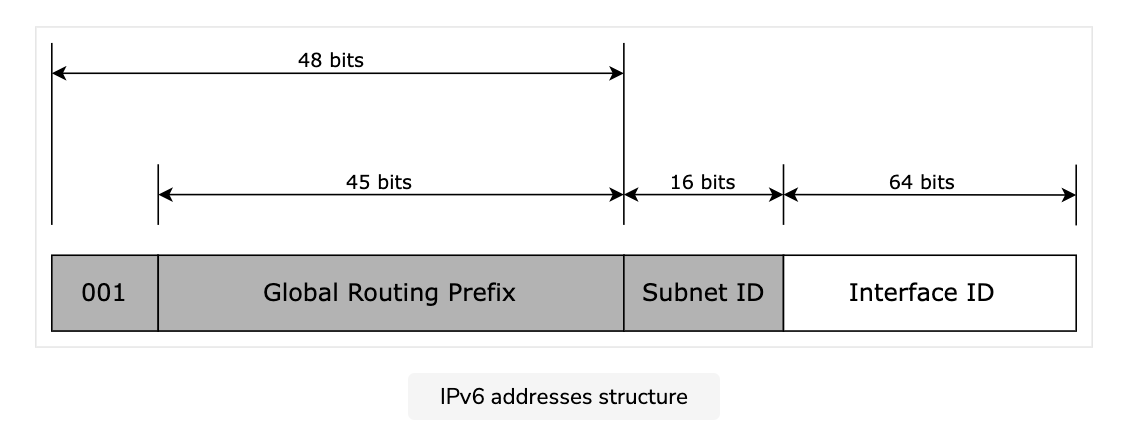 48 bits
45 bits
16 bits
64 bits
001
Global Routing Prefix
Subnet ID
Interface ID
IPv6 addresses structure